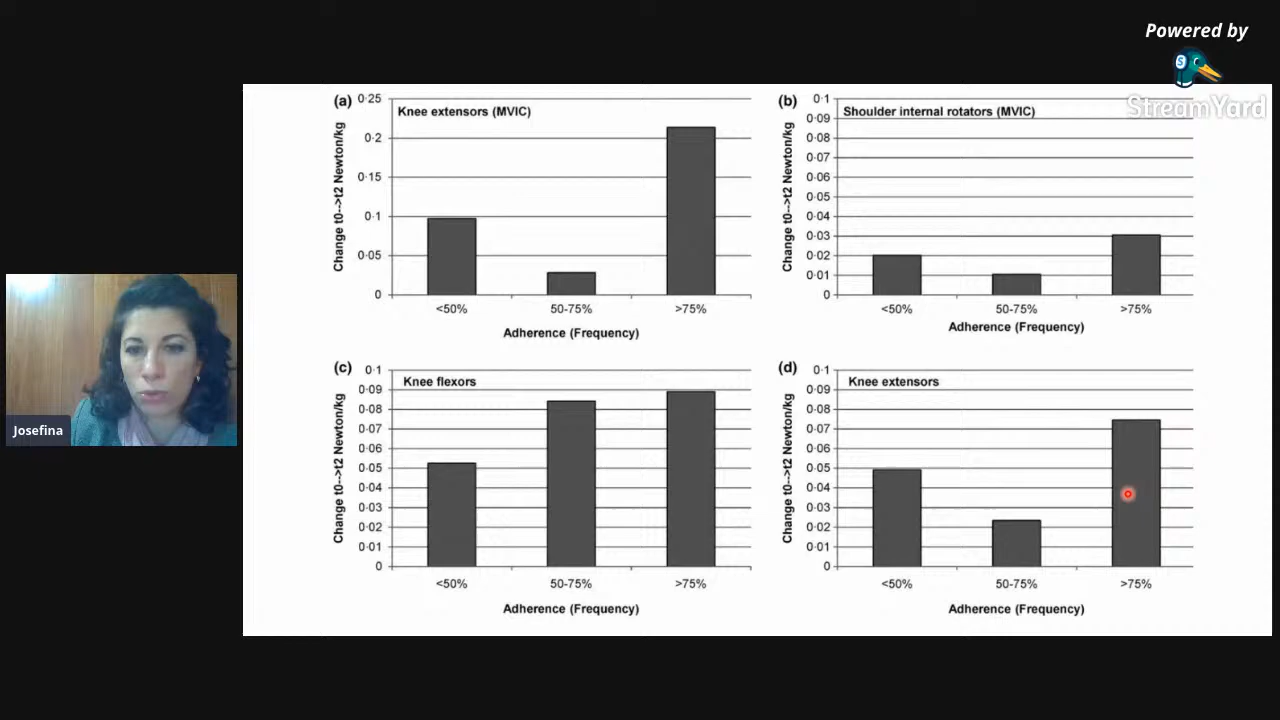 Powered by
StreamYard
Josefina
(a)
Knee extensors (MVIC)
Change t0-->t2 Newton/kg
0·25
0·2
0·15
0·1
0·05
0
<50% 50-75% >75%
Adherence (Frequency)
(b)
Shoulder internal rotators (MVIC)
Change t0-->t2 Newton/kg
0·1
0·09
0·08
0·07
0·06
0·05
0·04
0·03
0·02
0·01
0
<50% 50-75% >75%
Adherence (Frequency)
(c)
Knee flexors
Change t0-->t2 Newton/kg
0·1
0·09
0·08
0·07
0·06
0·05
0·04
0·03
0·02
0·01
0
<50% 50-75% >75%
Adherence (Frequency)
(d)
Knee extensors
Change t0-->t2 Newton/kg
0·1
0·09
0·08
0·07
0·06
0·05
0·04
0·03
0·02
0·01
0
<50% 50-75% >75%
Adherence (Frequency)